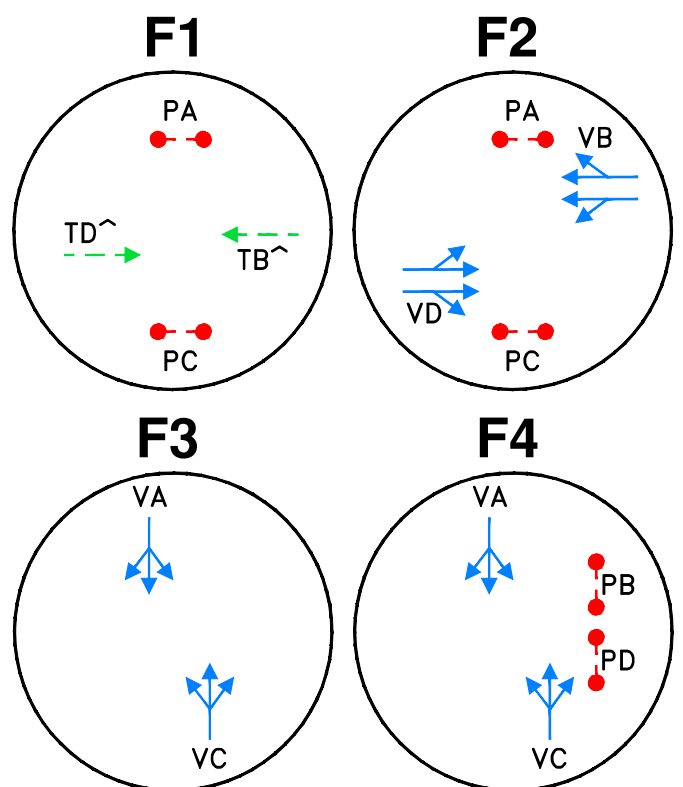 F1 F2
PA PA
VB
TD^
TB^
VD
PC PC
F3 F4
VA VA
PB
PD
VC VC